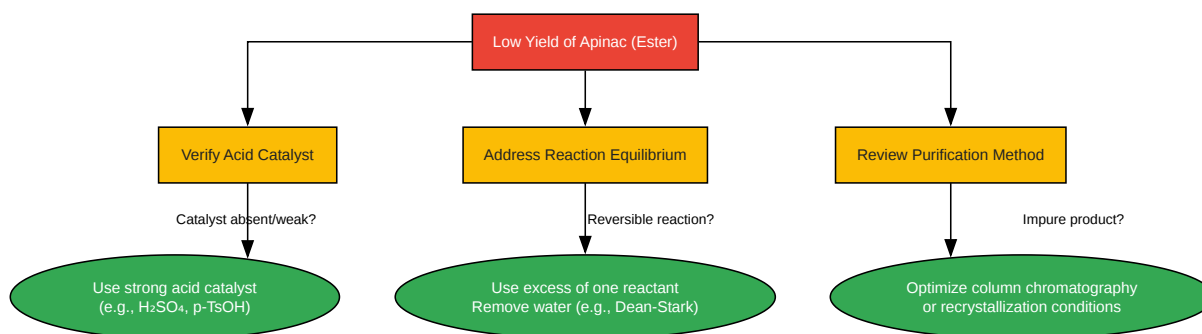 Low Yield of Apinac (Ester)
Verify Acid Catalyst
Address Reaction Equilibrium
Review Purification Method
Catalyst absent/weak?
Reversible reaction?
Impure product?
Use strong acid catalyst
(e.g., H₂SO₄, p-TsOH)
Use excess of one reactant
Remove water (e.g., Dean-Stark)
Optimize column chromatography
or recrystallization conditions